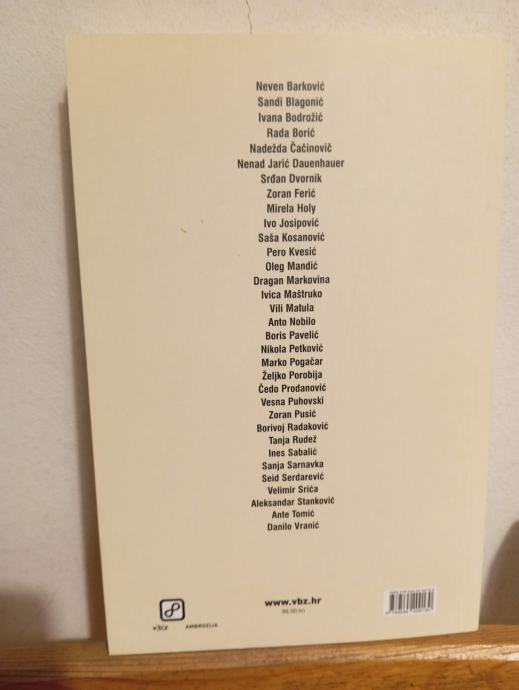 Neven Barković
Sandi Blagonić
Ivana Bodrožić
Rada Borić
Nadežda Čačinovič
Nenad Jarić Dauenhauer
Srđan Dvornik
Zoran Ferić
Mirela Holy
Ivo Josipović
Saša Kosanović
Pero Kvesić
Oleg Mandić
Dragan Markovina
Ivica Maštruko
Vili Matula
Anto Nobilo
Boris Pavelić
Nikola Petković
Marko Pogačar
Željko Porobija
Čedo Prodanović
Vesna Puhovski
Zoran Pusić
Borivoj Radaković
Tanja Rudež
Ines Sabalić
Sanja Sarnavka
Seid Serdarević
Velimir Srića
Aleksandar Stanković
Ante Tomić
Danilo Vranić
www.vbz.hr
v|b|z
AMBROZIJA